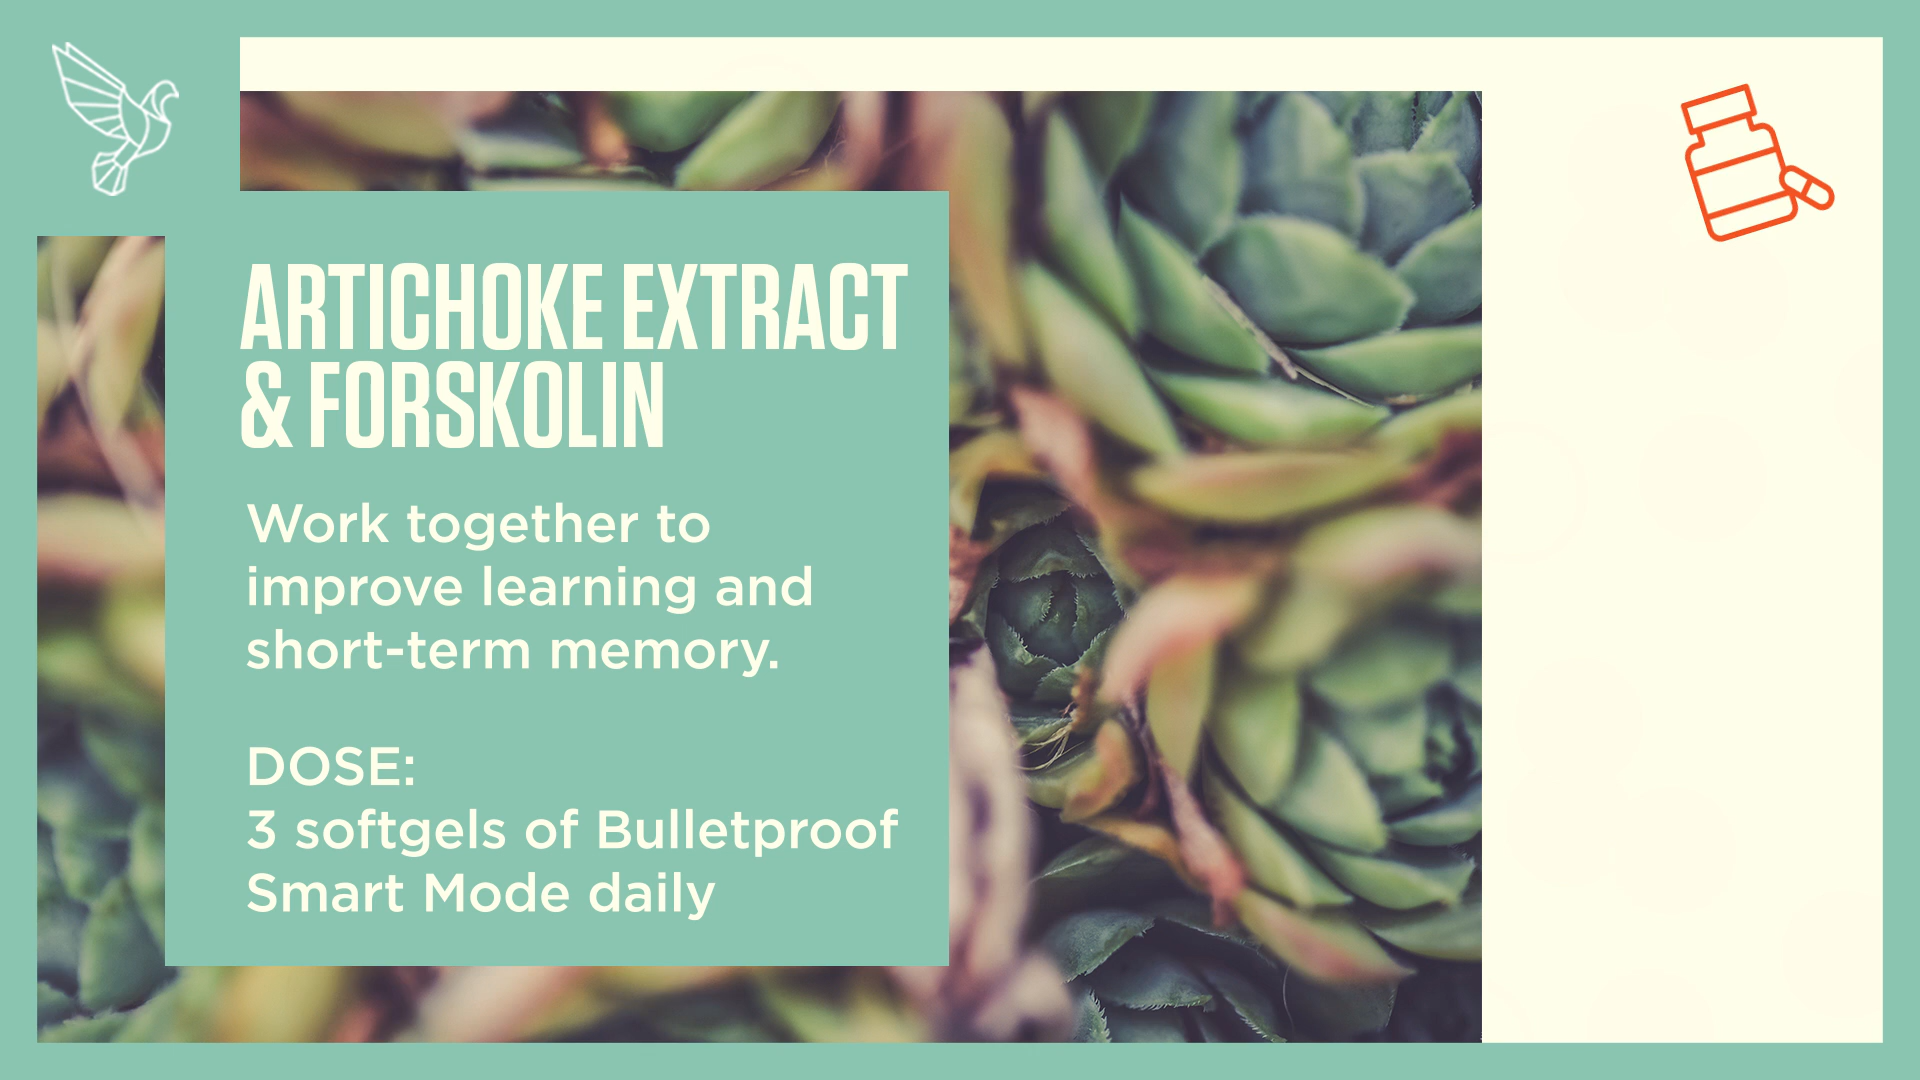 ARTICHOKE EXTRACT
& FORSKOLIN
Work together to
improve learning and
short-term memory.
DOSE:
3 softgels of Bulletproof
Smart Mode daily